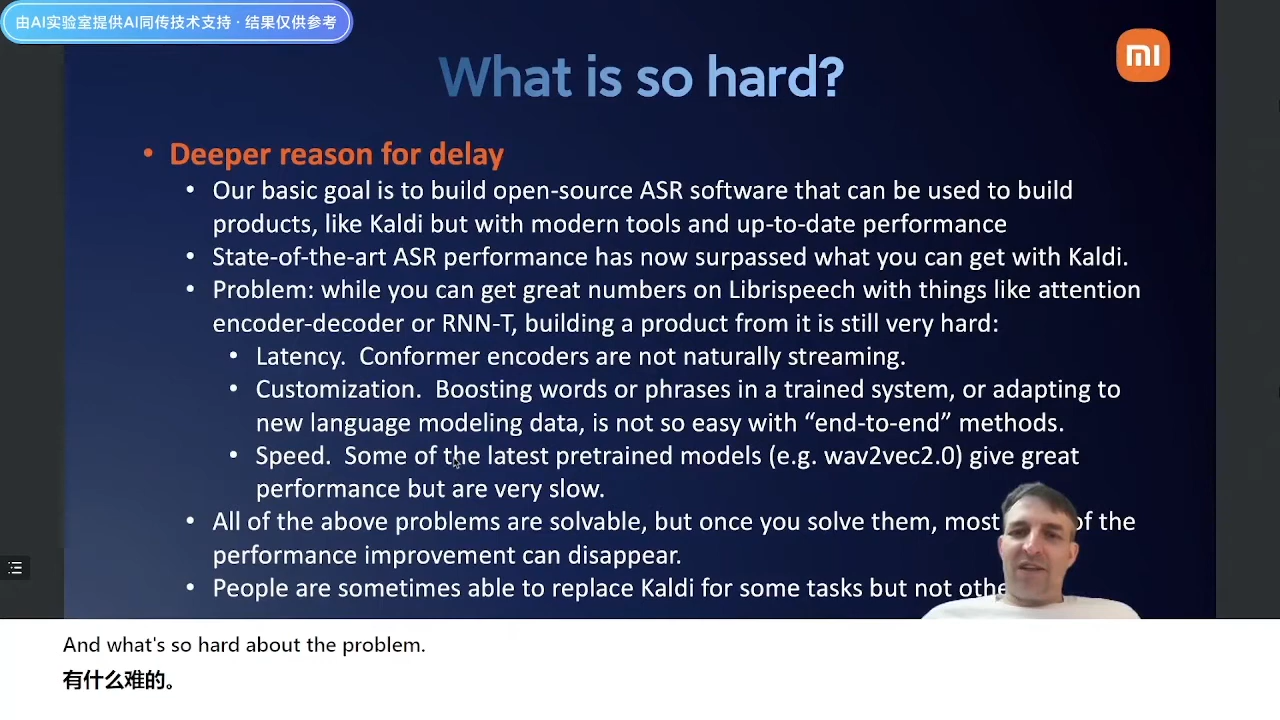 由AI实验室提供AI同传技术支持 · 结果仅供参考
What is so hard?
• Deeper reason for delay
• Our basic goal is to build open-source ASR software that can be used to build
products, like Kaldi but with modern tools and up-to-date performance
• State-of-the-art ASR performance has now surpassed what you can get with Kaldi.
• Problem: while you can get great numbers on Librispeech with things like attention
encoder-decoder or RNN-T, building a product from it is still very hard:
• Latency. Conformer encoders are not naturally streaming.
• Customization. Boosting words or phrases in a trained system, or adapting to
new language modeling data, is not so easy with “end-to-end” methods.
• Speed. Some of the latest pretrained models (e.g. wav2vec2.0) give great
performance but are very slow.
• All of the above problems are solvable, but once you solve them, most of the
performance improvement can disappear.
• People are sometimes able to replace Kaldi for some tasks but not
And what's so hard about the problem.
有什么难的。